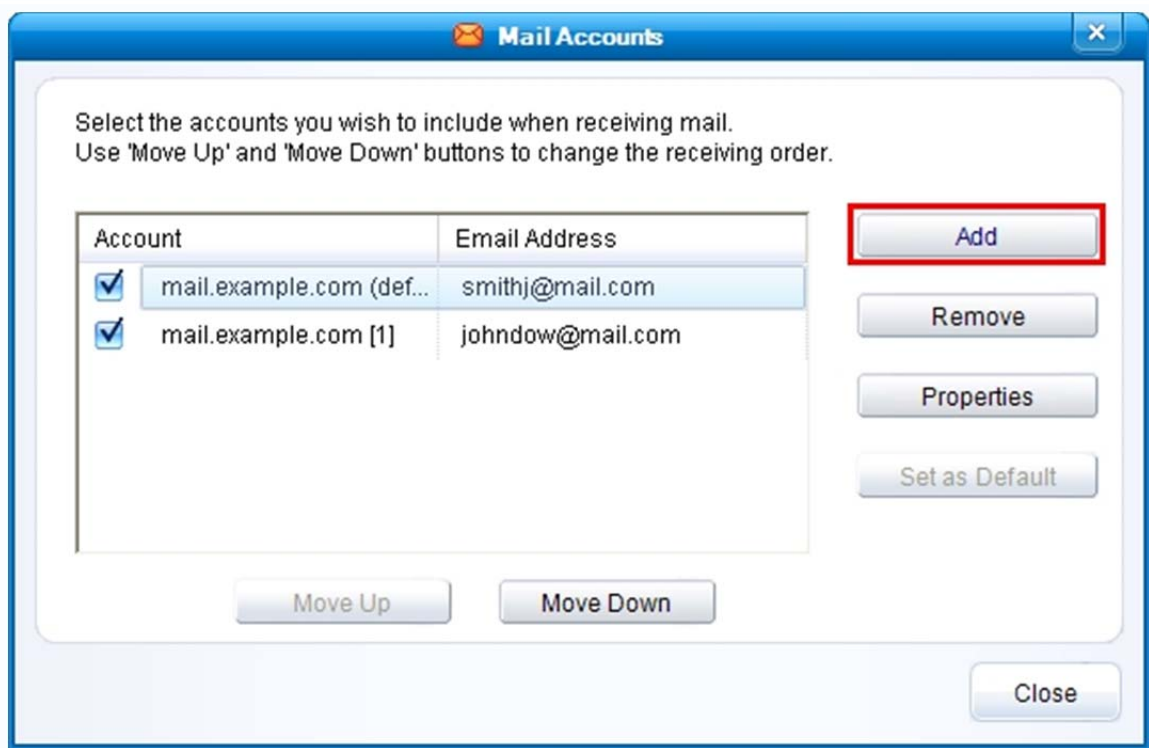 Mail Accounts
Select the accounts you wish to include when receiving mail.
Use 'Move Up' and 'Move Down' buttons to change the receiving order.
Account Email Address
mail.example.com (def... smithj@mail.com
mail.example.com [1] johndow@mail.com
Add
Remove
Properties
Set as Default
Move Up Move Down
Close